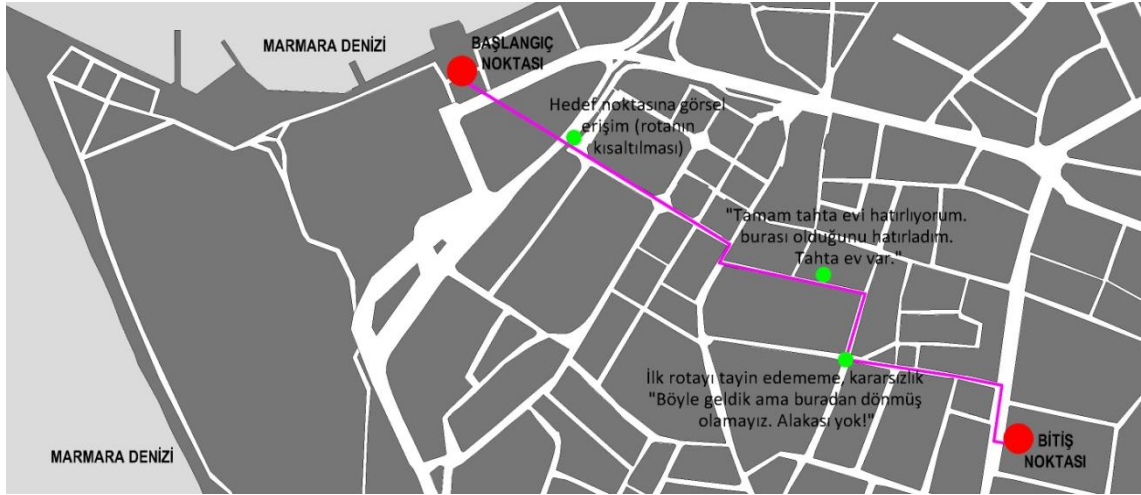 MARMARA DENİZİ
BAŞLANGIÇ
NOKTASI
Hedef noktasına görsel
erişim (rotanın
kısaltılması)
"Tamam tahta evi hatırlıyorum.
burası olduğunu hatırladım.
Tahta ev var."
İlk rotayı tayin edememe, kararsızlık
"Böyle geldik ama buradan dönmüş
olamayız. Alakası yok!"
BİTİŞ
NOKTASI
MARMARA DENİZİ